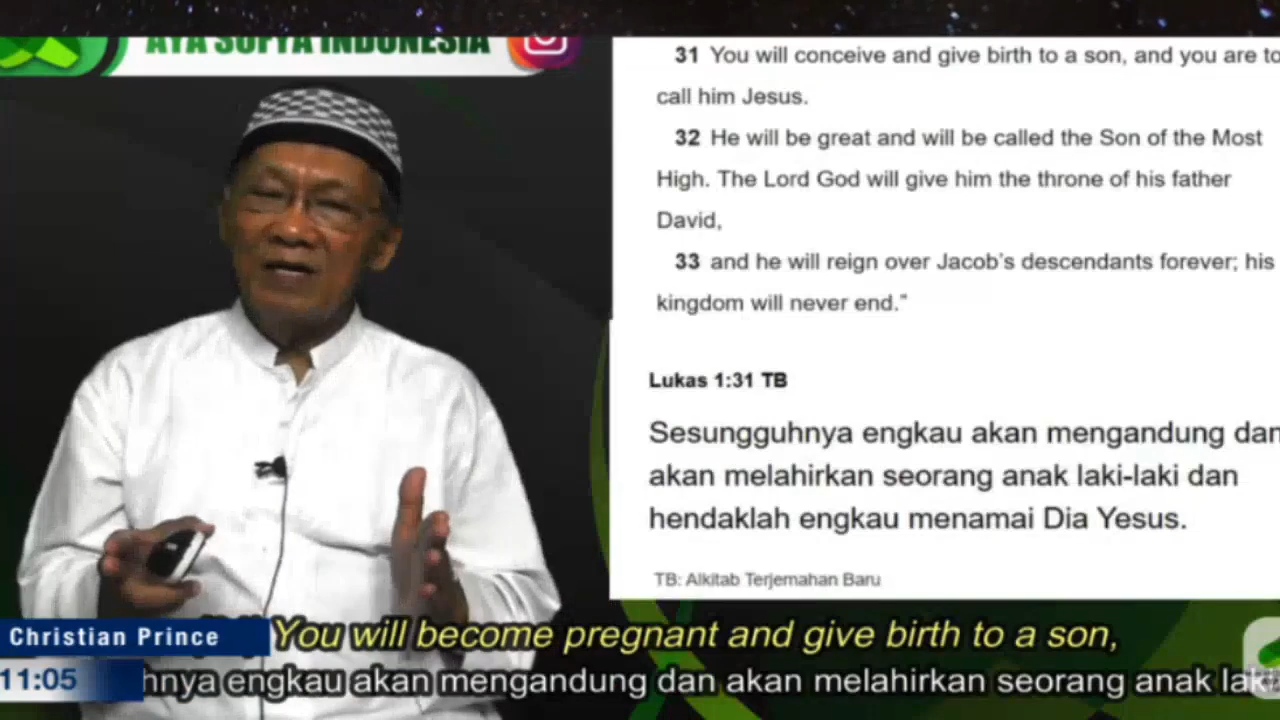 AYA SOFYA INDONESIA
31 You will conceive and give birth to a son, and you are to
call him Jesus.
32 He will be great and will be called the Son of the Most
High. The Lord God will give him the throne of his father
David,
33 and he will reign over Jacob's descendants forever; his
kingdom will never end."
Lukas 1:31 TB
Sesungguhnya engkau akan mengandung dan
akan melahirkan seorang anak laki-laki dan
hendaklah engkau menamai Dia Yesus.
TB: Alkitab Terjemahan Baru
Christian Prince
You will become pregnant and give birth to a son,
11:05
hnya engkau akan mengandung dan akan melahirkan seorang anak lak